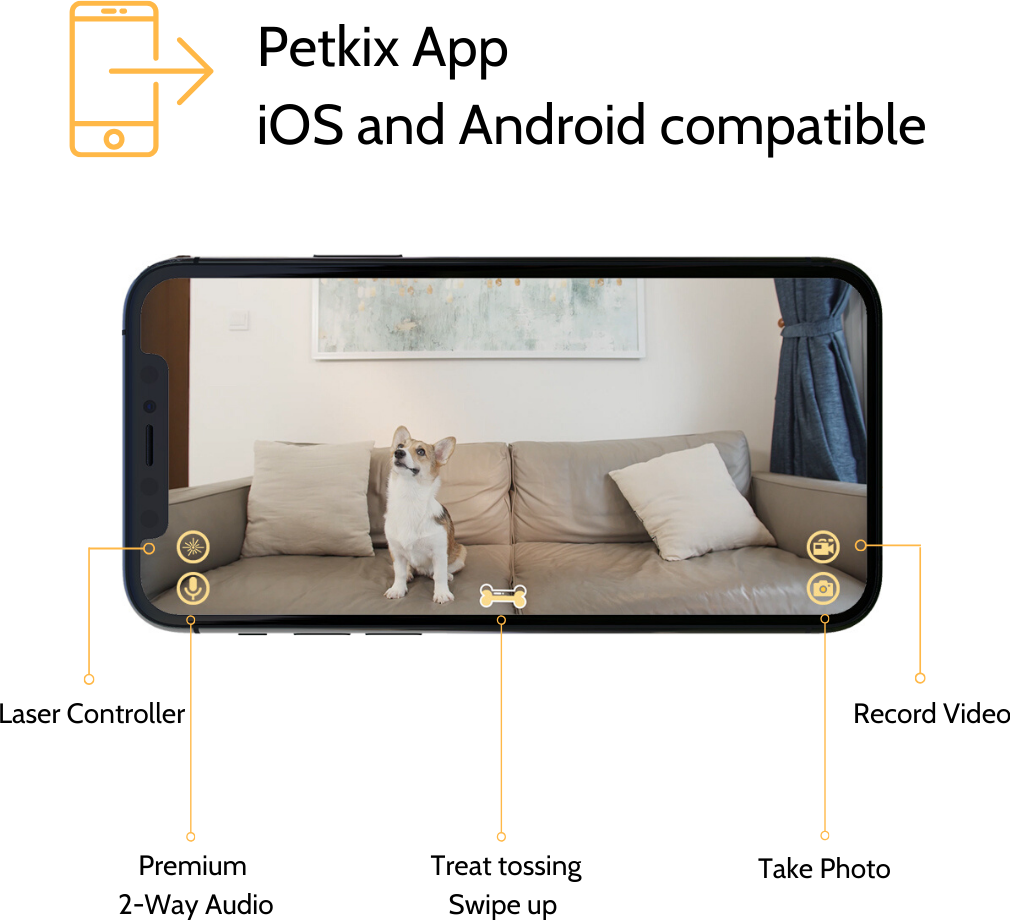 Petkix App
iOS and Android compatible
Laser Controller
Record Video
Premium
2-Way Audio
Treat tossing
Swipe up
Take Photo